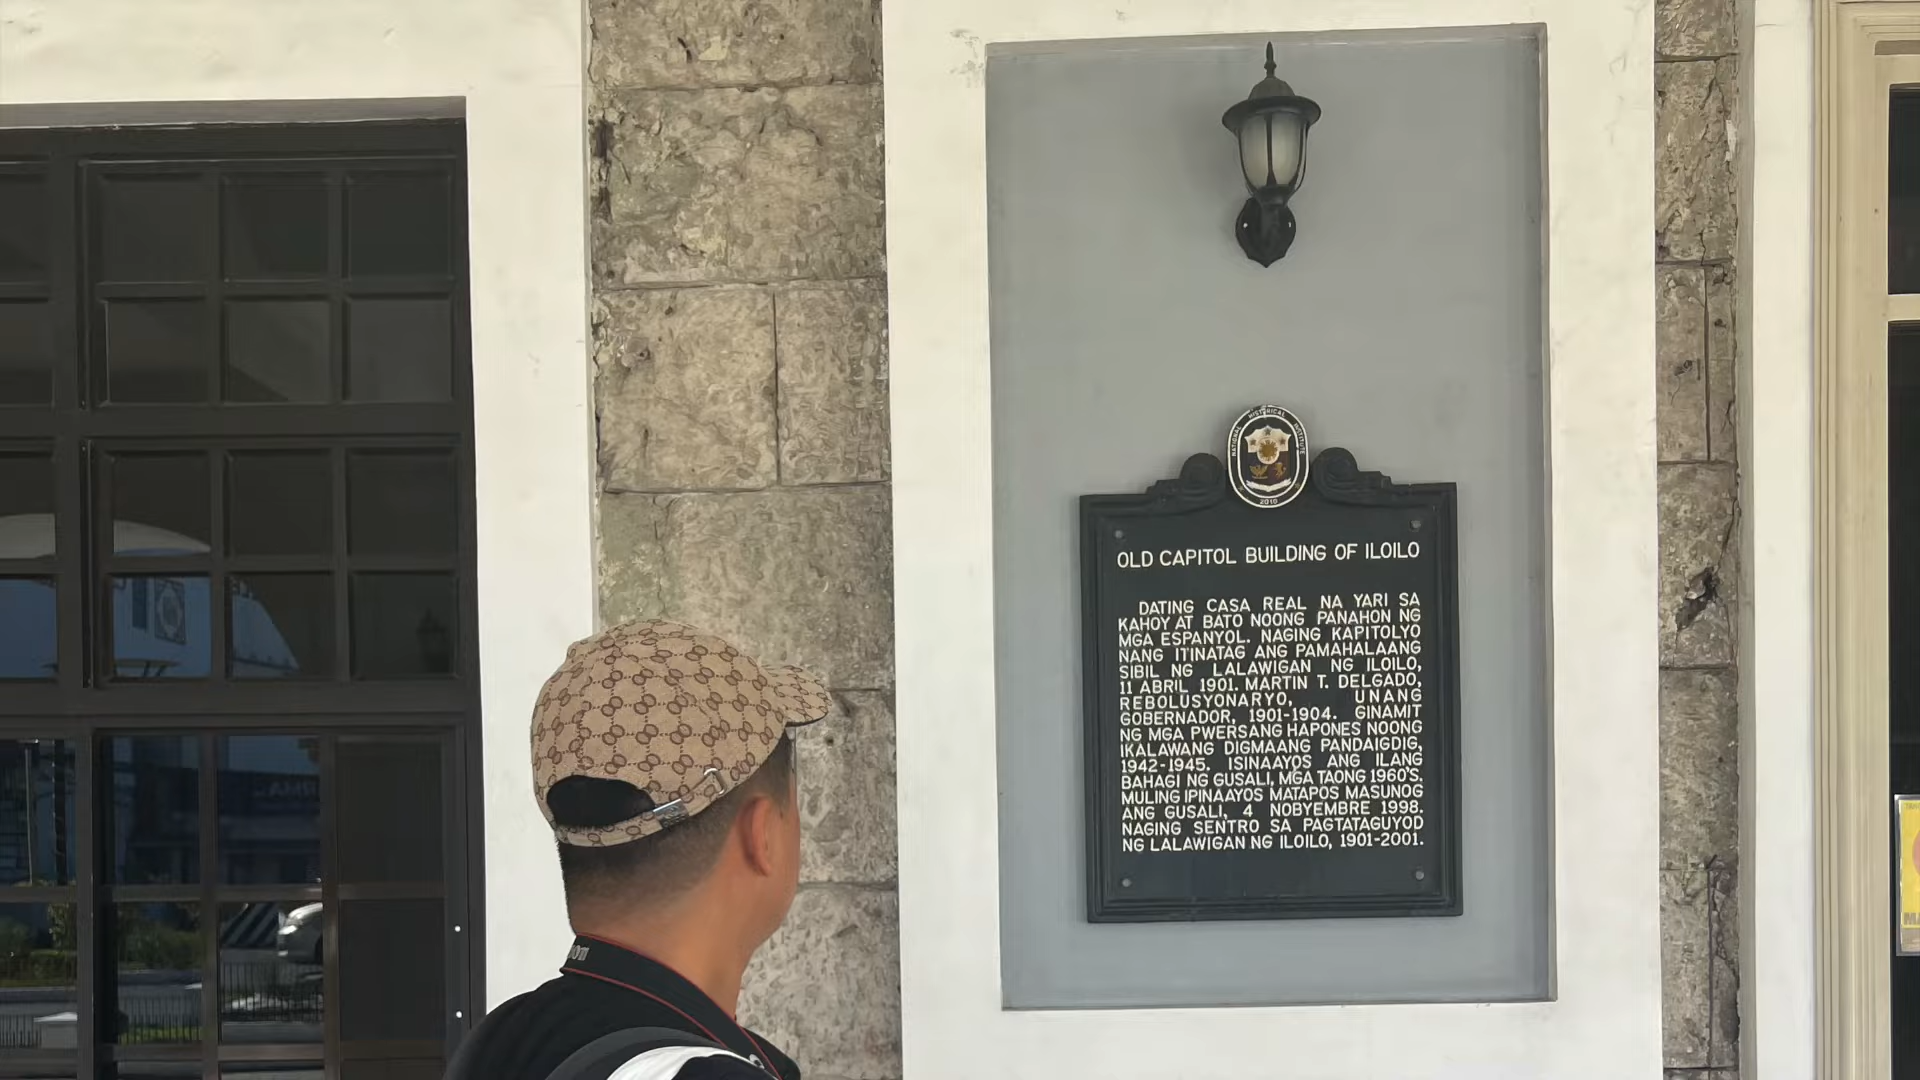 NATIONAL HISTORICAL INSTITUTE
2010
OLD CAPITOL BUILDING OF ILOILO
DATING CASA REAL NA YARI SA
KAHOY AT BATO NOONG PANAHON NG
MGA ESPANYOL. NAGING KAPITOLYO
NANG ITINATAG ANG PAMAHALAANG
SIBIL NG LALAWIGAN NG ILOILO,
11 ABRIL 1901. MARTIN T. DELGADO,
REBOLUSYONARYO, UNANG
GOBERNADOR, 1901-1904. GINAMIT
NG MGA PWERSANG HAPONES NOONG
IKALAWANG DIGMAANG PANDAIGDIG,
1942-1945. ISINAAYOS ANG ILANG
BAHAGI NG GUSALI, MGA TAONG 1960'S.
MULING IPINAAYOS MATAPOS MASUNOG
ANG GUSALI, 4 NOBYEMBRE 1998.
NAGING SENTRO SA PAGTATAGUYOD
NG LALAWIGAN NG ILOILO, 1901-2001.